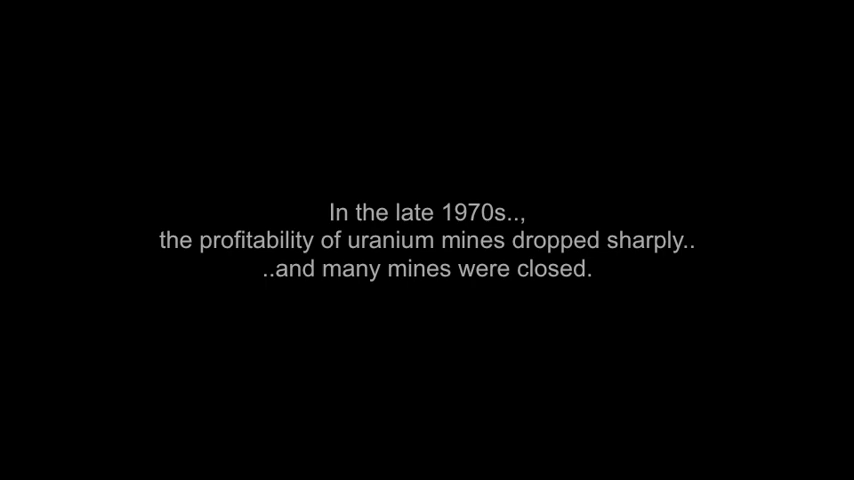 In the late 1970s..,
the profitability of uranium mines dropped sharply..
..and many mines were closed.